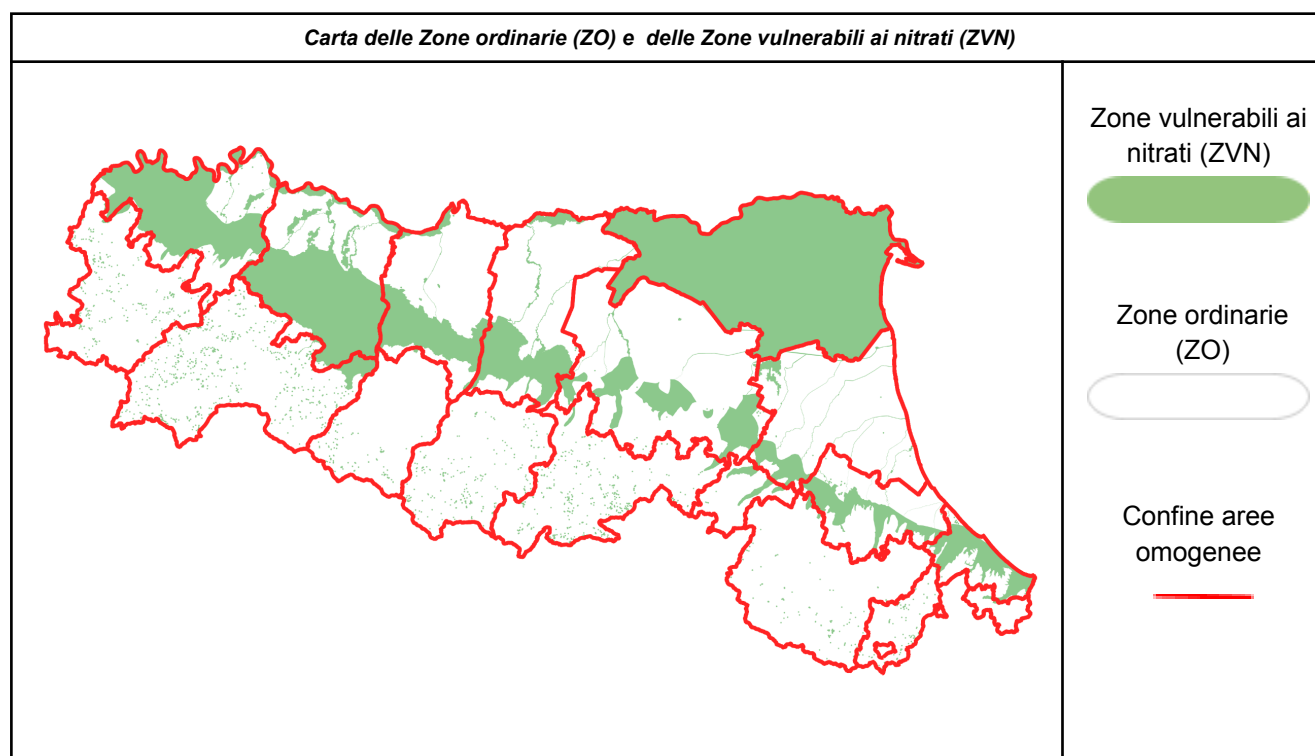 Carta delle Zone ordinarie (ZO) e delle Zone vulnerabili ai nitrati (ZVN)
Zone vulnerabili ai
nitrati (ZVN)
Zone ordinarie
(ZO)
Confine aree
omogenee